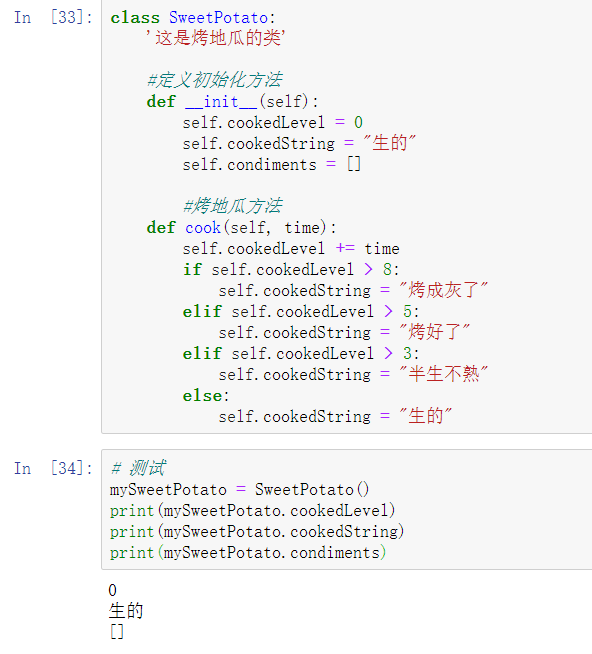 In [33]: class SweetPotato:
    '这是烤地瓜的类'

    #定义初始化方法
    def __init__(self):
        self.cookedLevel = 0
        self.cookedString = "生的"
        self.condiments = []

        #烤地瓜方法
    def cook(self, time):
        self.cookedLevel += time
        if self.cookedLevel > 8:
            self.cookedString = "烤成灰了"
        elif self.cookedLevel > 5:
            self.cookedString = "烤好了"
        elif self.cookedLevel > 3:
            self.cookedString = "半生不熟"
        else:
            self.cookedString = "生的"
In [34]: # 测试
mySweetPotato = SweetPotato()
print(mySweetPotato.cookedLevel)
print(mySweetPotato.cookedString)
print(mySweetPotato.condiments)
0
生的
[]